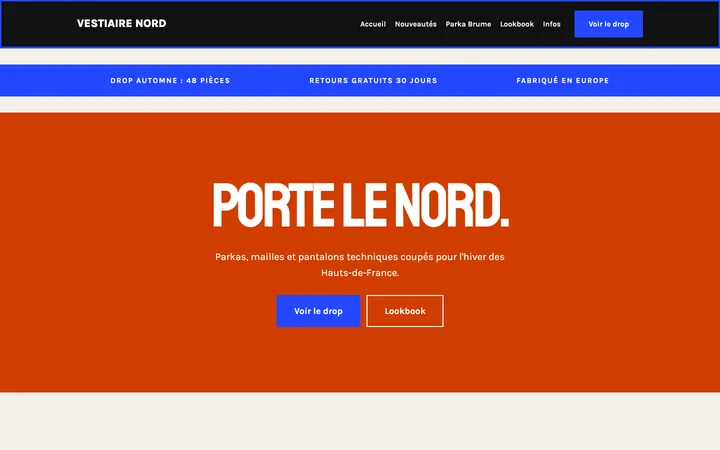 VESTIAIRE NORD
Accueil Nouveautés Parka Brume Lookbook Infos Voir le drop
DROP AUTOMNE : 48 PIÈCES RETOURS GRATUITS 30 JOURS FABRIQUÉ EN EUROPE
PORTE LE NORD.
Parkas, mailles et pantalons techniques coupés pour l'hiver des
Hauts-de-France.
Voir le drop Lookbook